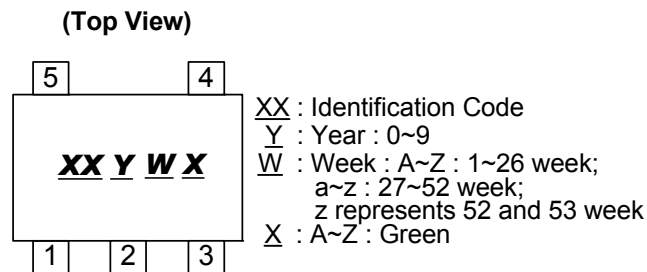 (Top View)
5 4
XX Y W X
1 2 3
XX : Identification Code
Y : Year : 0~9
W : Week : A~Z : 1~26 week;
a~z : 27~52 week;
z represents 52 and 53 week
X : A~Z : Green